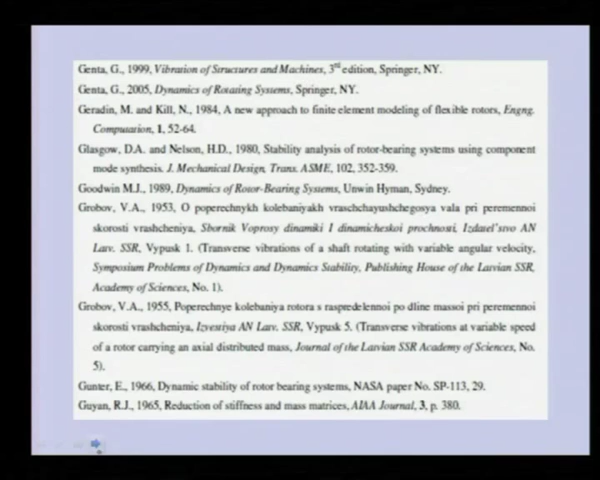 Genta, G., 1999, Vibration of Structures and Machines, 3rd edition, Springer, NY.
Genta, G., 2005, Dynamics of Rotating Systems, Springer, NY.
Geradin, M. and Kill, N., 1984, A new approach to finite element modeling of flexible rotors, Engng.
Computation, 1, 52-64.
Glasgow, D.A. and Nelson, H.D., 1980, Stability analysis of rotor-bearing systems using component
mode synthesis. J. Mechanical Design, Trans. ASME, 102, 352-359.
Goodwin M.J., 1989, Dynamics of Rotor-Bearing Systems, Unwin Hyman, Sydney.
Grobov, V.A., 1953, O poperechnykh kolebaniyakh vraschchayushchegosya vala pri peremennoi
skorosti vrashcheniya, Sbornik Voprosy dinamiki I dinamicheskoi prochnosti, Izdatel'stvo AN
Latv. SSR, Vypusk 1. (Transverse vibrations of a shaft rotating with variable angular velocity,
Symposium Problems of Dynamics and Dynamics Stability, Publishing House of the Latvian SSR,
Academy of Sciences, No. 1).
Grobov, V.A., 1955, Poperechnye kolebaniya rotora s raspredelennoi po dline massoi pri peremennoi
skorosti vrashcheniya, Izvestiya AN Latv. SSR, Vypusk 5. (Transverse vibrations at variable speed
of a rotor carrying an axial distributed mass, Journal of the Latvian SSR Academy of Sciences, No.
5).
Gunter, E., 1966, Dynamic stability of rotor bearing systems, NASA paper No. SP-113, 29.
Guyan, R.J., 1965, Reduction of stiffness and mass matrices, AIAA Journal, 3, p. 380.